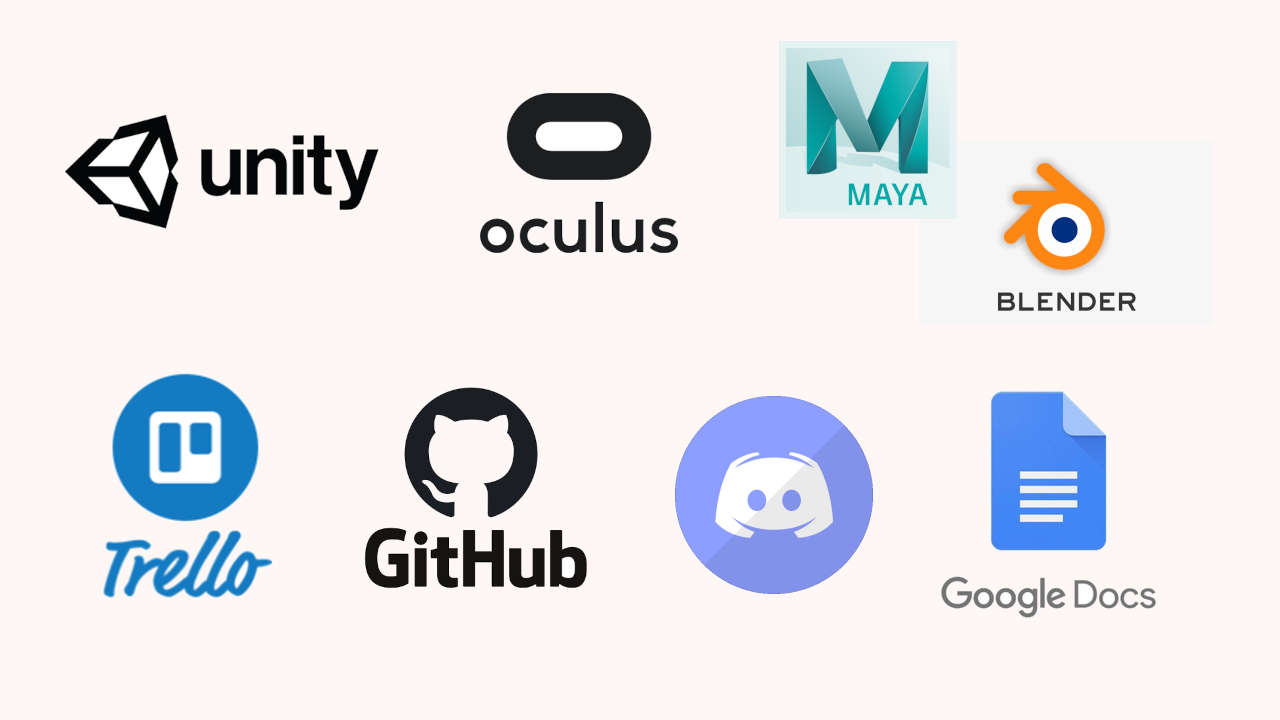 unity
oculus
MAYA
BLENDER
Trello
GitHub
Google Docs